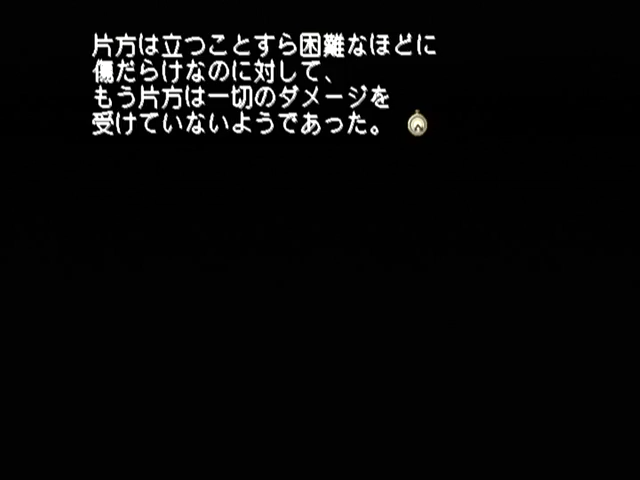 片方は立つことすら困難なほどに
傷だらけなのに対して、
もう片方は一切のダメージを
受けていないようであった。